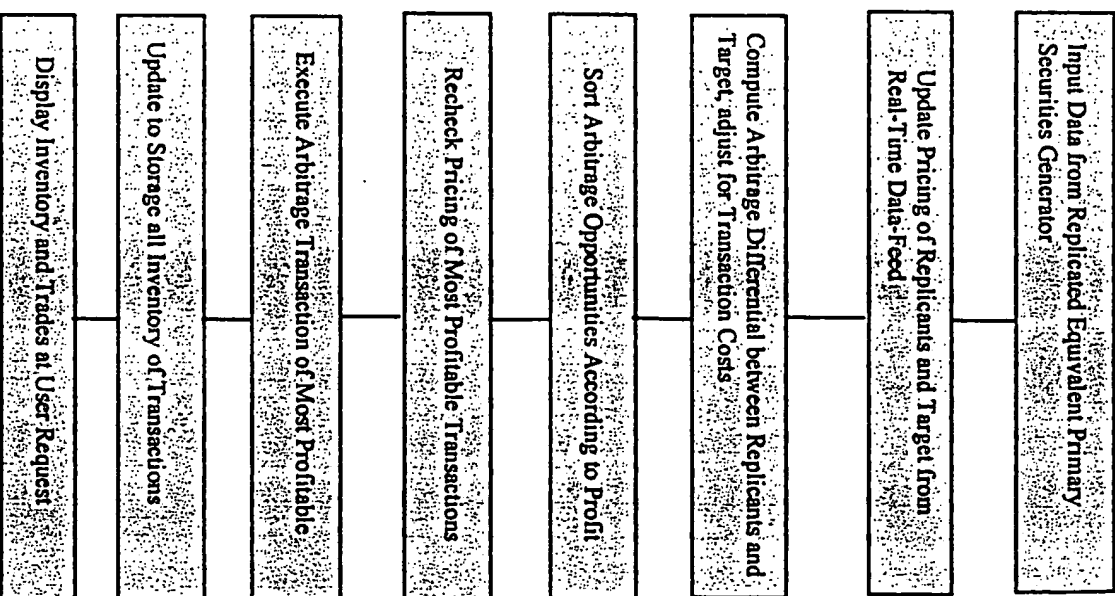 Input Data from Replicated Equivalent Primary
Securities Generator
Update Pricing of Replicants and Target from
Real-Time Data-Feed
Compute Arbitrage Differential between Replicants and
Target, adjust for Transaction Costs
Sort Arbitrage Opportunities According to Profit
Recheck Pricing of Most Profitable Transactions
Execute Arbitrage Transaction of Most Profitable
Update to Storage all Inventory of Transactions
Display Inventory and Trades at User Request